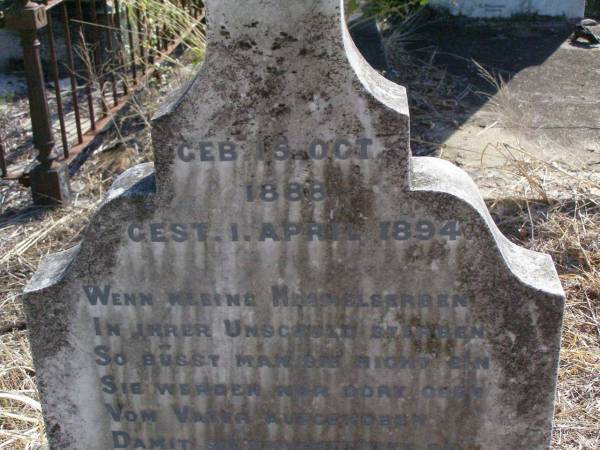 GEB 15. OCT.
1888
GEST. 1. APRIL 1894.
WENN KLEINE HIMMELSERBEN
IN IHRER UNSCHULD STERBEN
SO BÜSST MAN SIE NICHT EIN
SIE WERDEN NUR DORT OBEN
VOM VATER AUFGEHOBEN
DAMIT SIE